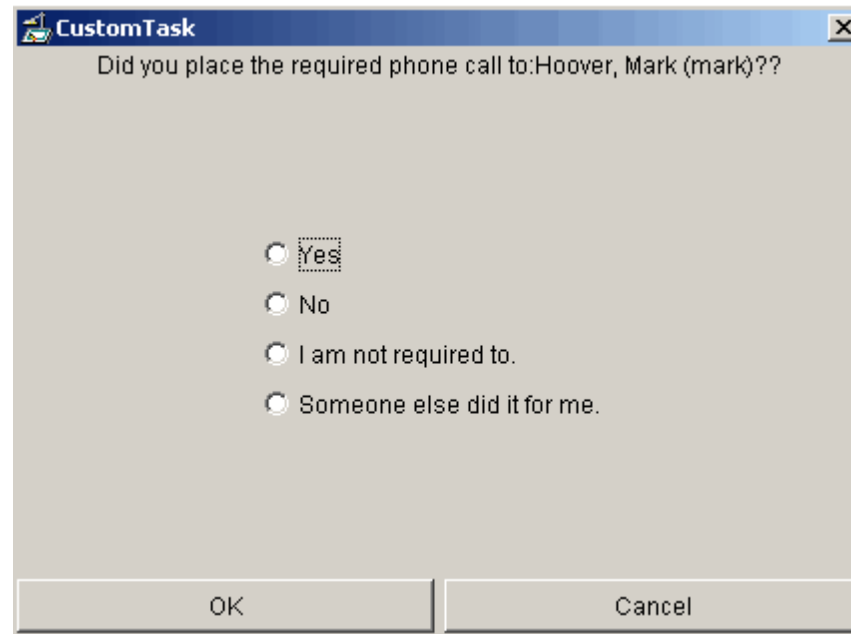 CustomTask
Did you place the required phone call to:Hoover, Mark (mark)??
Yes
No
I am not required to.
Someone else did it for me.
OK
Cancel